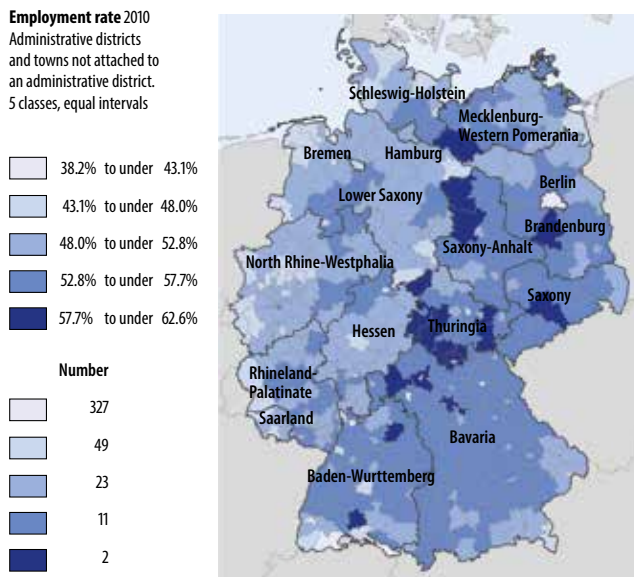 Employment rate 2010
Administrative districts
and towns not attached to
an administrative district.
5 classes, equal intervals
38.2% to under 43.1%
43.1% to under 48.0%
48.0% to under 52.8%
52.8% to under 57.7%
57.7% to under 62.6%
Number
327
49
23
11
2
Schleswig-Holstein
Mecklenburg-
Western Pomerania
Bremen
Hamburg
Berlin
Lower Saxony
Brandenburg
Saxony-Anhalt
North Rhine-Westphalia
Saxony
Hessen
Thuringia
Rhineland-
Palatinate
Saarland
Bavaria
Baden-Wurttemberg